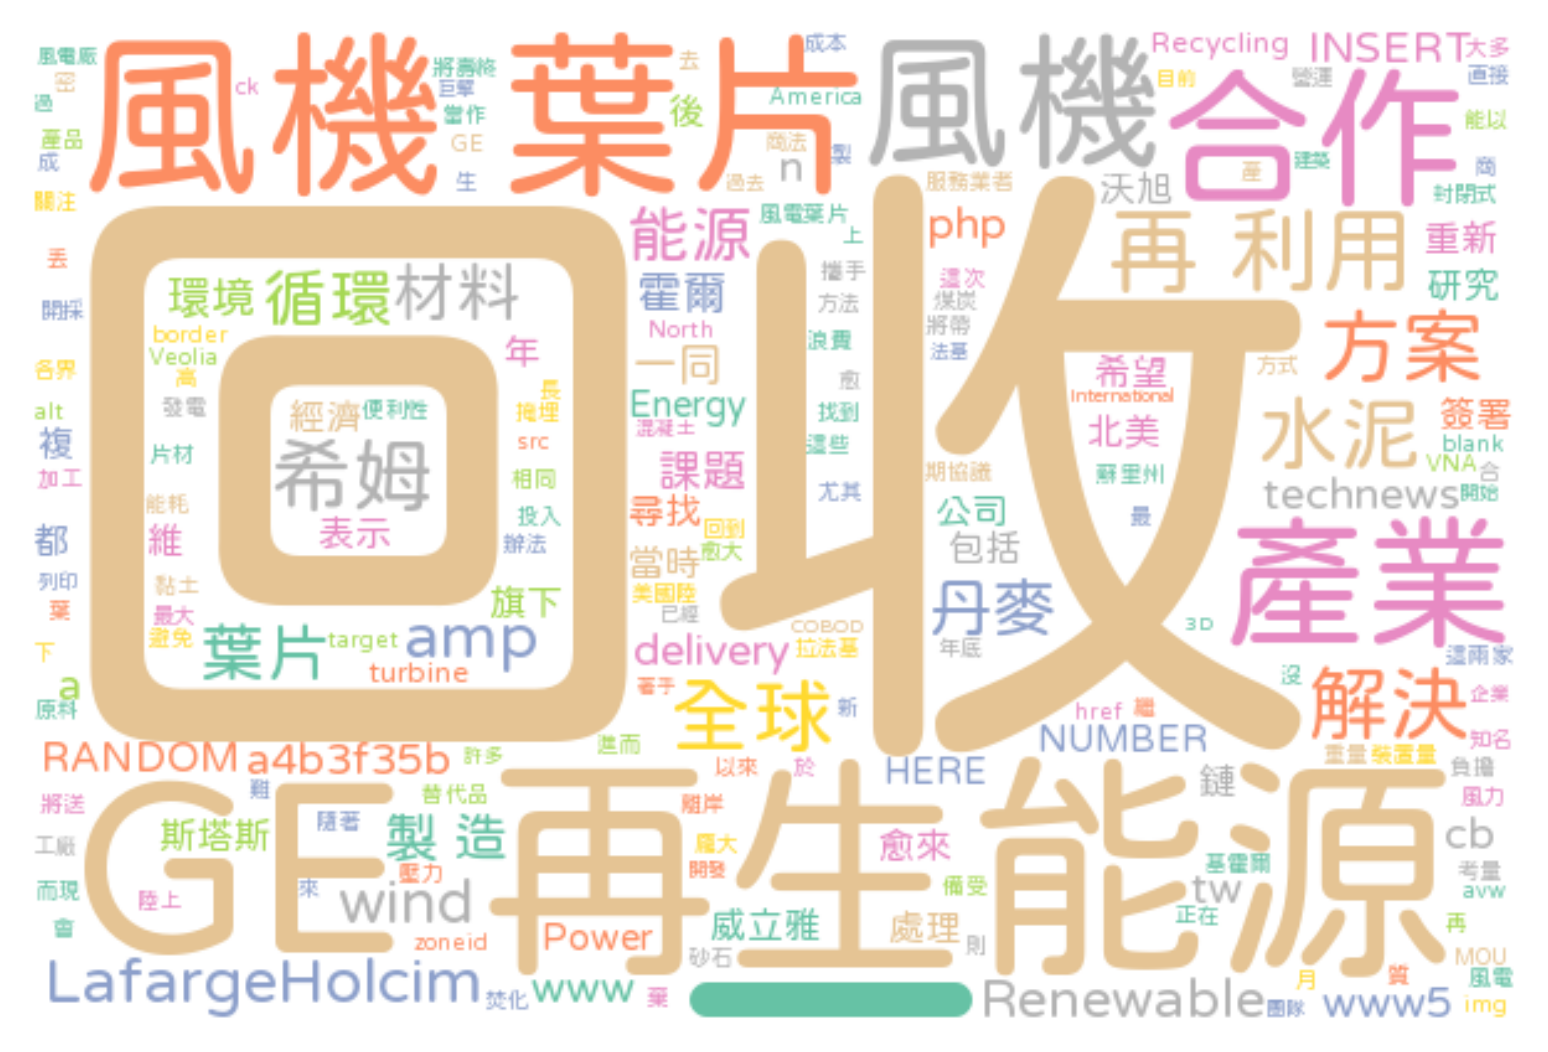 風機葉片
風機
合作
回收
再 利用
產業
GE再生能源
Recycling
INSERT
大多
直接
目前
營運
風電廠
密
過
產品
成
關注
丟
開採
各界
alt
複
加工
都
列印
葉
下
a
原料
ck
將壽終
巨擘
當作
GE
生
去
成本
America
後
商法
n
製
過去
服務業者
沃旭
產
建築
能以
商
封閉式
重新
研究
方案
方式
水泥
簽署
blank
VNA
合
technews
開始
能源
風電葉片
上
php
霍爾
攜手
方法
這次
煤炭
將帶
法基
North
浪費
一同
愈
Energy
混凝土
找到
這些
課題
尤其
尋找
回到
當時
愈大
美國陸
已經
COBOD
拉法基
delivery
著手
全球
新
環境
循環
材料
border
Veolia
高
發電
片材
能耗
維
黏土
最大
避免
葉片
target
amp
turbine
旗下
年
長
掩埋
src
相同
投入
辦法
經濟
便利性
希姆
表示
希望
International
北美
蘇里州
最
期協議
公司
包括
丹麥
年底
3D
這兩家
沒
解決
企業
href
繼
NUMBER
知名
重量
裝置量
負擔
HERE
鏈
風力
cb
考量
avw
再
MOU
風電
img
RANDOM
a4b3f35b
許多
進而
以來
於
將送
難
替代品
離岸
工廠
斯塔斯
隨著
製 造
龐大
愈來
基霍爾
而現
壓力
開發
陸上
來
wind
備受
tw
正在
會
zoneid
Power
威立雅
處理
則
砂石
LafargeHolcim
焚化
www
棄
Renewable
團隊
月
www5
質